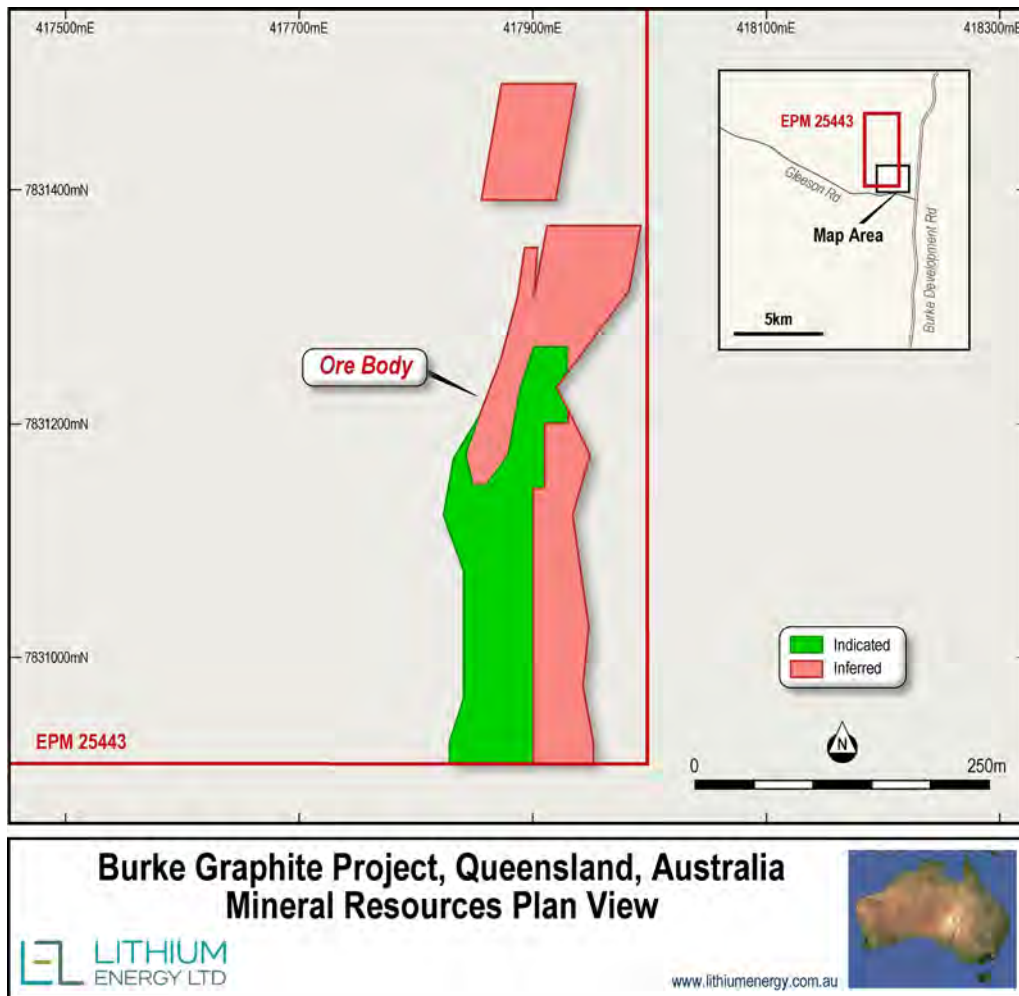 417500mE 417700mE 417900mE 418100mE 418300mE
EPM 25443
Gleeson Rd
Map Area
Burke Development Rd
5km
7831400mN
Ore Body
7831200mN
7831000mN
Indicated
Inferred
EPM 25443
N
0 250m
Burke Graphite Project, Queensland, Australia
Mineral Resources Plan View
LEL LITHIUM
ENERGY LTD
www.lithiumenergy.com.au